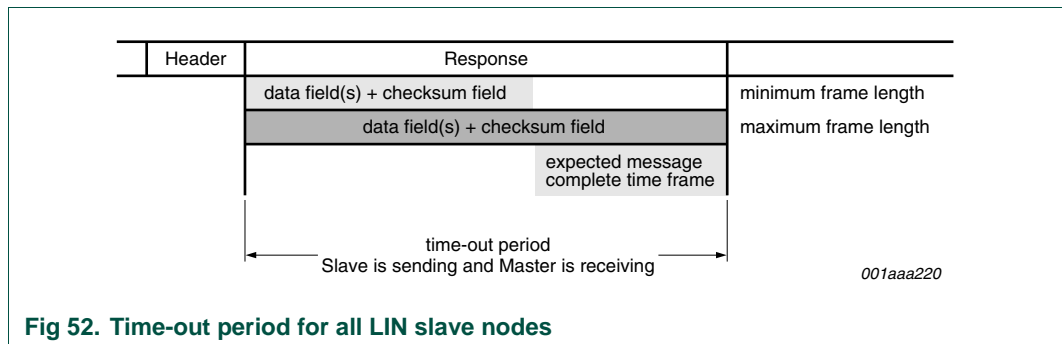 Header
Response
data field(s) + checksum field
minimum frame length
data field(s) + checksum field
maximum frame length
expected message
complete time frame
time-out period
Slave is sending and Master is receiving
001aaa220
Fig 52. Time-out period for all LIN slave nodes